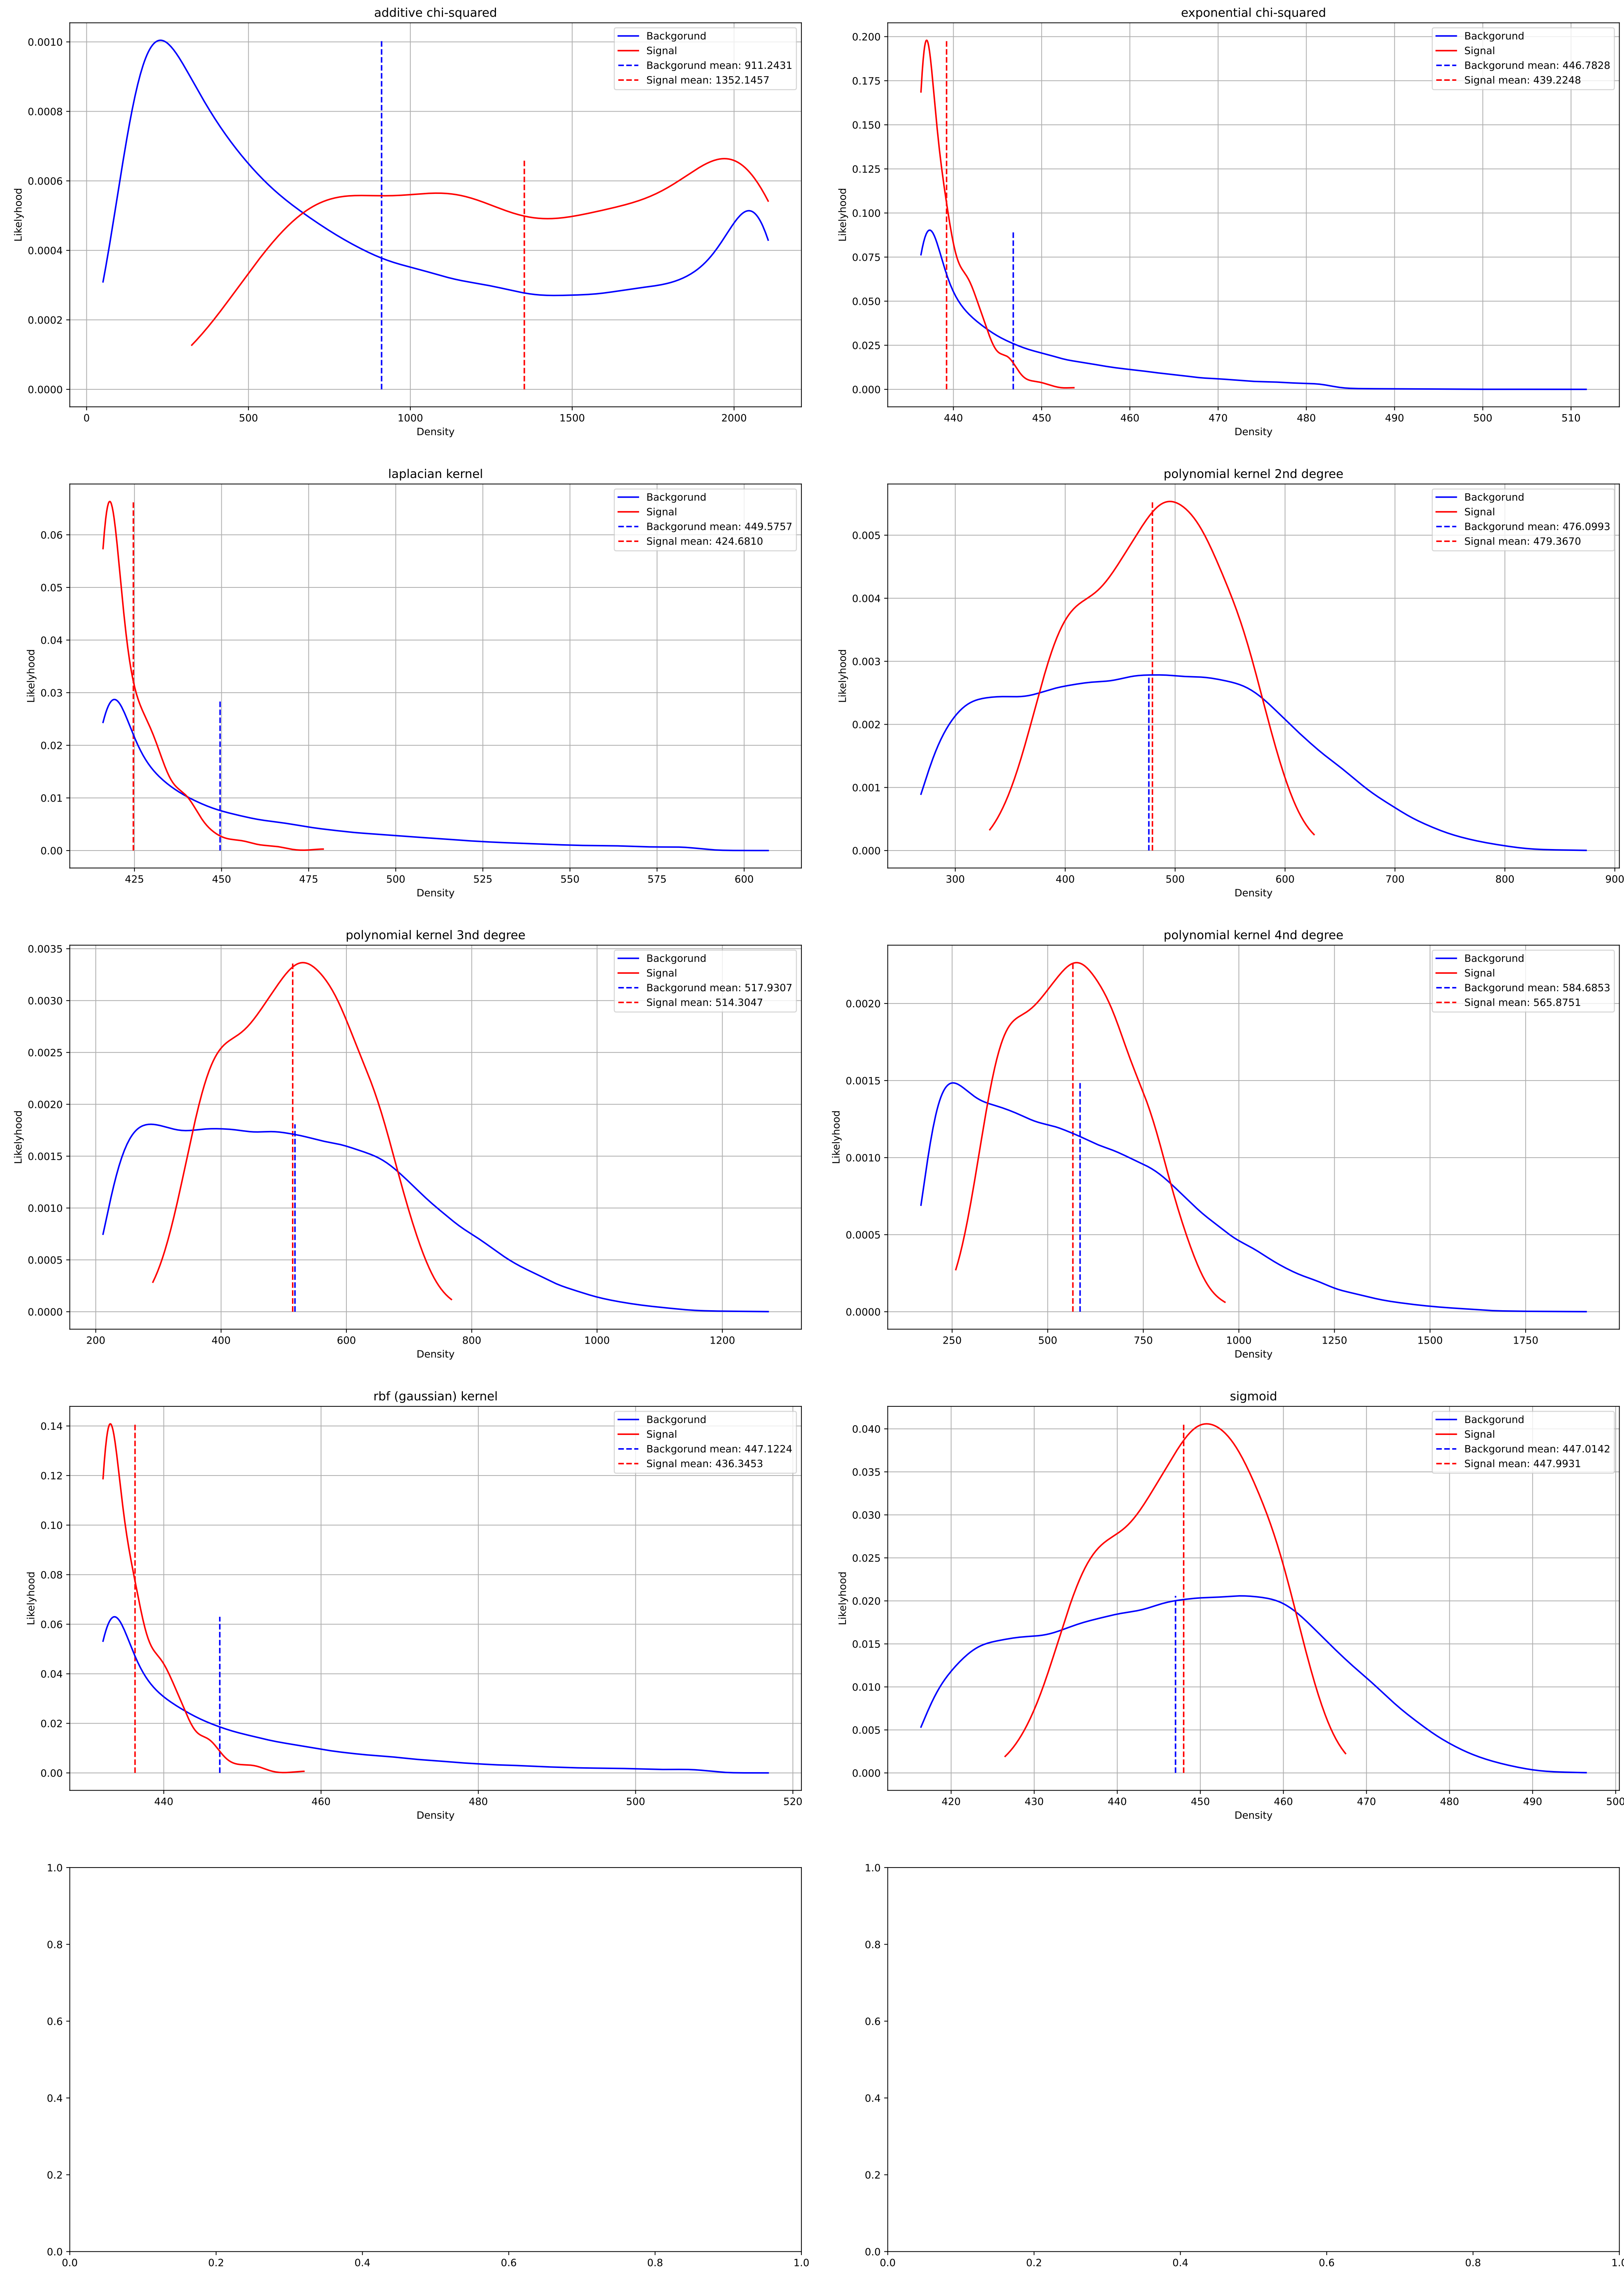 additive chi-squared
Likelyhood
0.0010
0.0008
0.0006
0.0004
0.0002
0.0000
Backgorund
Signal
Backgorund mean: 911.2431
Signal mean: 1352.1457
0 500 1000 1500 2000
Density
exponential chi-squared
Likelyhood
0.200
0.175
0.150
0.125
0.100
0.075
0.050
0.025
0.000
Backgorund
Signal
Backgorund mean: 446.7828
Signal mean: 439.2248
440 450 460 470 480 490 500 510
Density
laplacian kernel
Likelyhood
0.06
0.05
0.04
0.03
0.02
0.01
0.00
Backgorund
Signal
Backgorund mean: 449.5757
Signal mean: 424.6810
425 450 475 500 525 550 575 600
Density
polynomial kernel 2nd degree
Likelyhood
0.005
0.004
0.003
0.002
0.001
0.000
Backgorund
Signal
Backgorund mean: 476.0993
Signal mean: 479.3670
300 400 500 600 700 800 900
Density
polynomial kernel 3nd degree
Likelyhood
0.0035
0.0030
0.0025
0.0020
0.0015
0.0010
0.0005
0.0000
Backgorund
Signal
Backgorund mean: 517.9307
Signal mean: 514.3047
200 400 600 800 1000 1200
Density
polynomial kernel 4nd degree
Likelyhood
0.0020
0.0015
0.0010
0.0005
0.0000
Backgorund
Signal
Backgorund mean: 584.6853
Signal mean: 565.8751
250 500 750 1000 1250 1500 1750
Density
rbf (gaussian) kernel
Likelyhood
0.14
0.12
0.10
0.08
0.06
0.04
0.02
0.00
Backgorund
Signal
Backgorund mean: 447.1224
Signal mean: 436.3453
440 460 480 500 520
Density
sigmoid
Likelyhood
0.040
0.035
0.030
0.025
0.020
0.015
0.010
0.005
0.000
Backgorund
Signal
Backgorund mean: 447.0142
Signal mean: 447.9931
420 430 440 450 460 470 480 490 500
Density
1.0
0.8
0.6
0.4
0.2
0.0
0.0 0.2 0.4 0.6 0.8 1.0
1.0
0.8
0.6
0.4
0.2
0.0
0.0 0.2 0.4 0.6 0.8